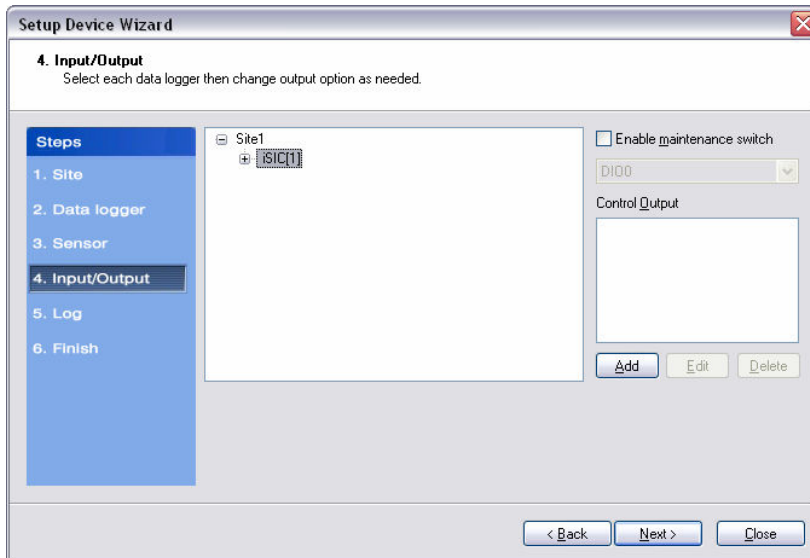 Setup Device Wizard
4. Input/Output
Select each data logger then change output option as needed.
Steps
1. Site
2. Data logger
3. Sensor
4. Input/Output
5. Log
6. Finish
Site1
iSIC[1]
Enable maintenance switch
DIO0
Control Output
Add
Edit
Delete
< Back
Next >
Close